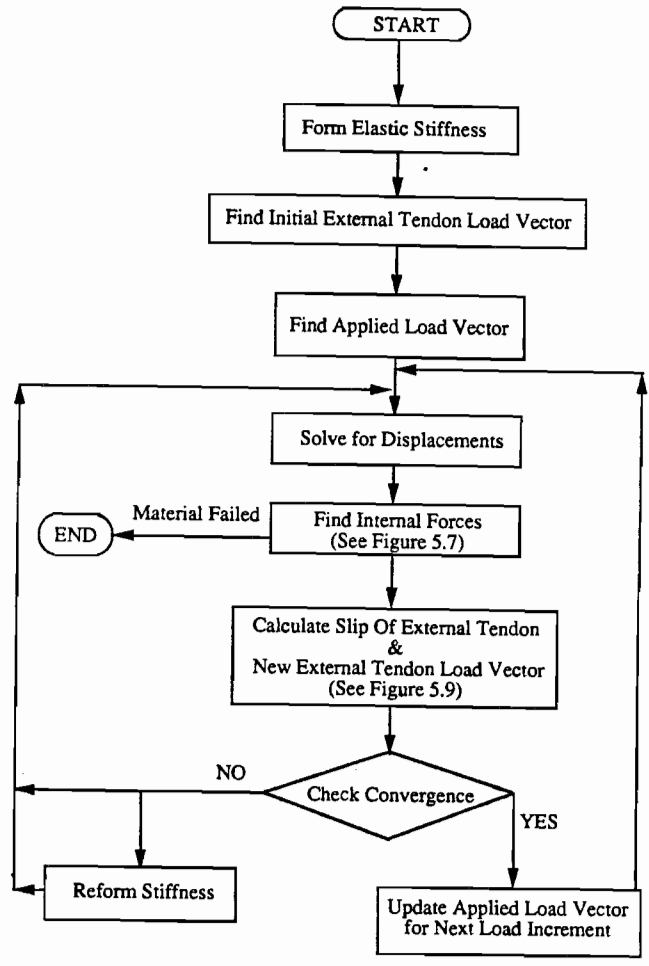 START
Form Elastic Stiffness
Find Initial External Tendon Load Vector
Find Applied Load Vector
Solve for Displacements
Material Failed
END
Find Internal Forces
(See Figure 5.7)
Calculate Slip Of External Tendon
&
New External Tendon Load Vector
(See Figure 5.9)
NO
Check Convergence
YES
Reform Stiffness
Update Applied Load Vector
for Next Load Increment